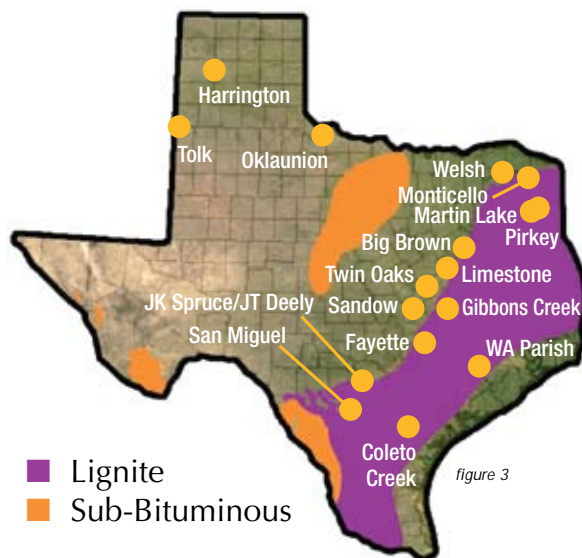 Harrington
Tolk
Oklaunion
Welsh
Monticello
Martin Lake
Pirkey
Big Brown
Twin Oaks
Limestone
JK Spruce/JT Deely
Sandow
Gibbons Creek
San Miguel
Fayette
WA Parish
Coleto
Creek
figure 3
Lignite
Sub-Bituminous